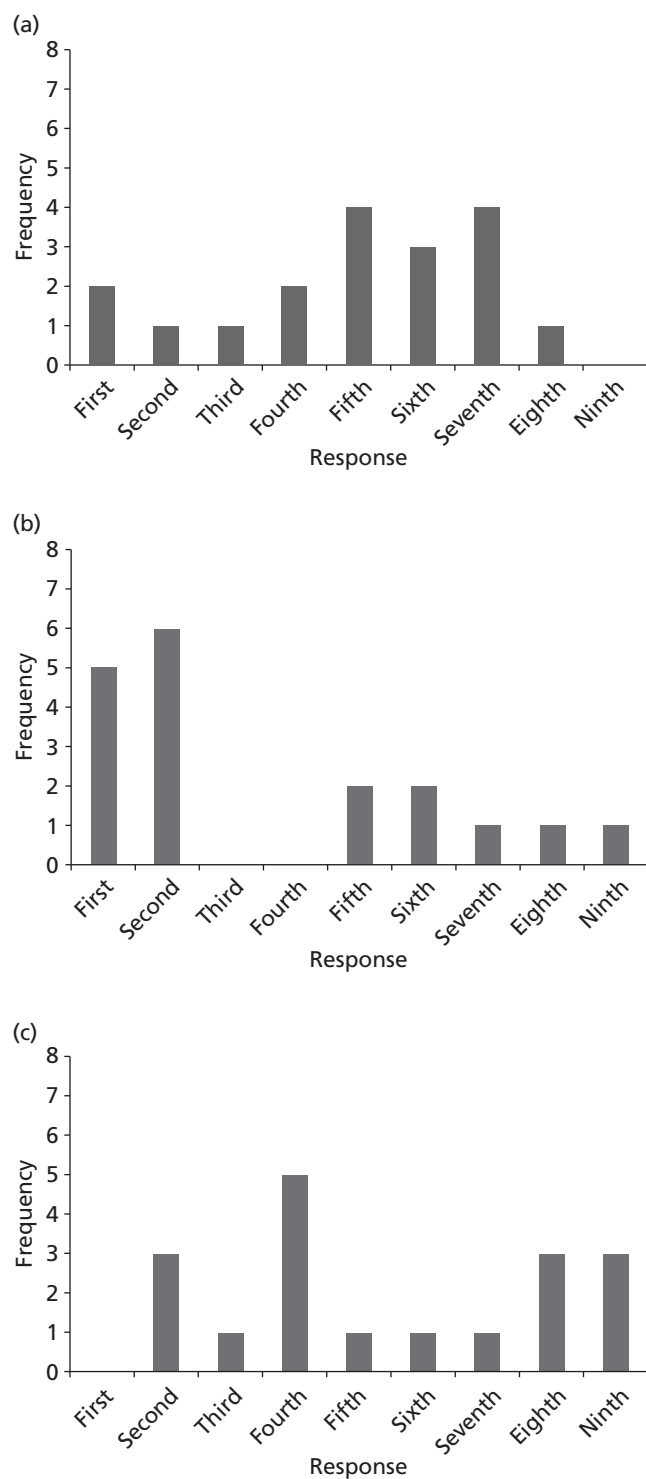 (a)
8
7
6
5
4
3
2
1
0
Frequency
First
Second
Third
Fourth
Fifth
Sixth
Seventh
Eighth
Ninth
Response
(b)
8
7
6
5
4
3
2
1
0
Frequency
First
Second
Third
Fourth
Fifth
Sixth
Seventh
Eighth
Ninth
Response
(c)
8
7
6
5
4
3
2
1
0
Frequency
First
Second
Third
Fourth
Fifth
Sixth
Seventh
Eighth
Ninth
Response